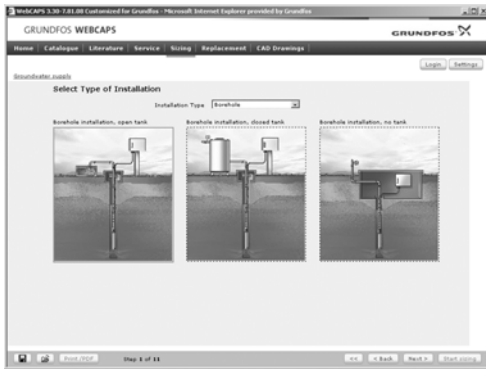 WebCAPS 3.30-7.01.08 Customized for Grundfos - Microsoft Internet Explorer provided by Grundfos
GRUNDFOS WEBCAPS
GRUNDFOS
Home Catalogue Literature Service Sizing Replacement CAD Drawings
Login Settings
Groundwater supply
Select Type of Installation
Installation Type Borehole
Borehole installation, open tank Borehole installation, closed tank Borehole installation, no tank
Print/PDF Step 1 of 11 << < Back Next > Start sizing